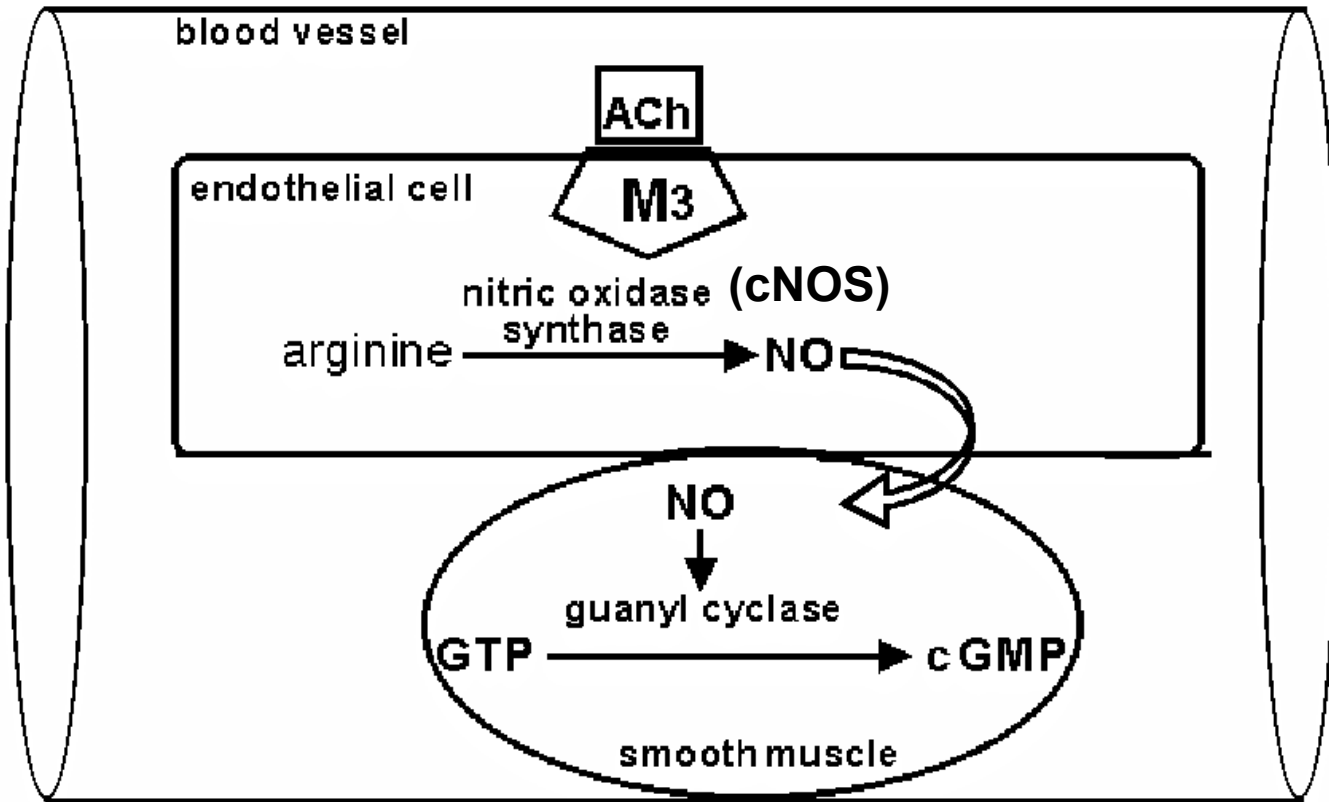 blood vessel
ACh
endothelial cell
M3
nitric oxidase (cNOS)
synthase
arginine NO
NO
guanyl cyclase
GTP cGMP
smooth muscle